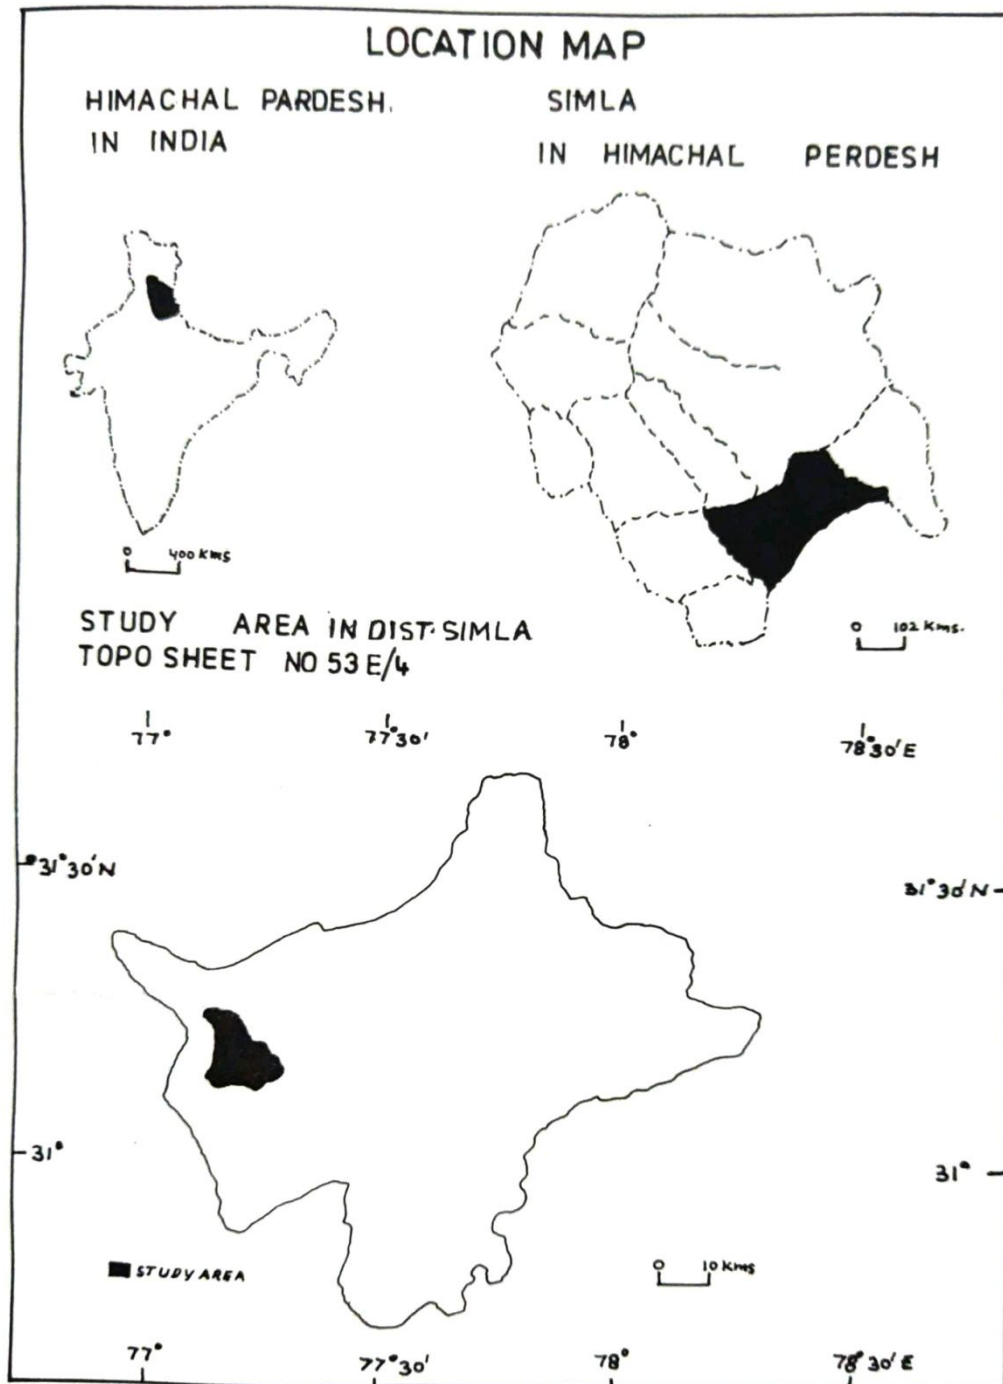 LOCATION MAP
HIMACHAL PARDESH.
IN INDIA
SIMLA
IN HIMACHAL PERDESH
0 400 Kms
0 102 Kms.
STUDY AREA IN DIST. SIMLA
TOPO SHEET NO 53 E/4
77° 77°30' 78° 78°30' E
31°30' N 31°30' N
31° 31°
STUDY AREA
0 10 Kms
77° 77°30' 78° 78°30' E